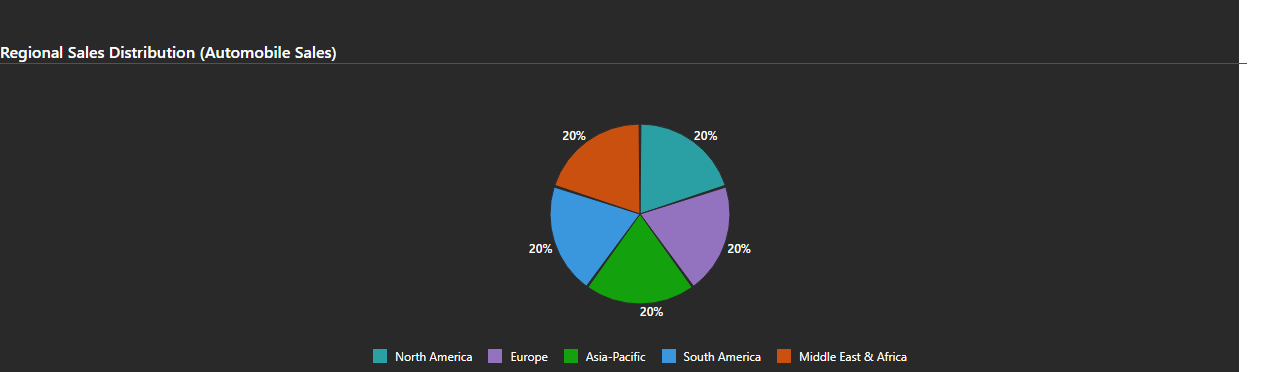 Regional Sales Distribution (Automobile Sales)
20% 20%
20% 20%
20%
North America Europe Asia-Pacific South America Middle East & Africa